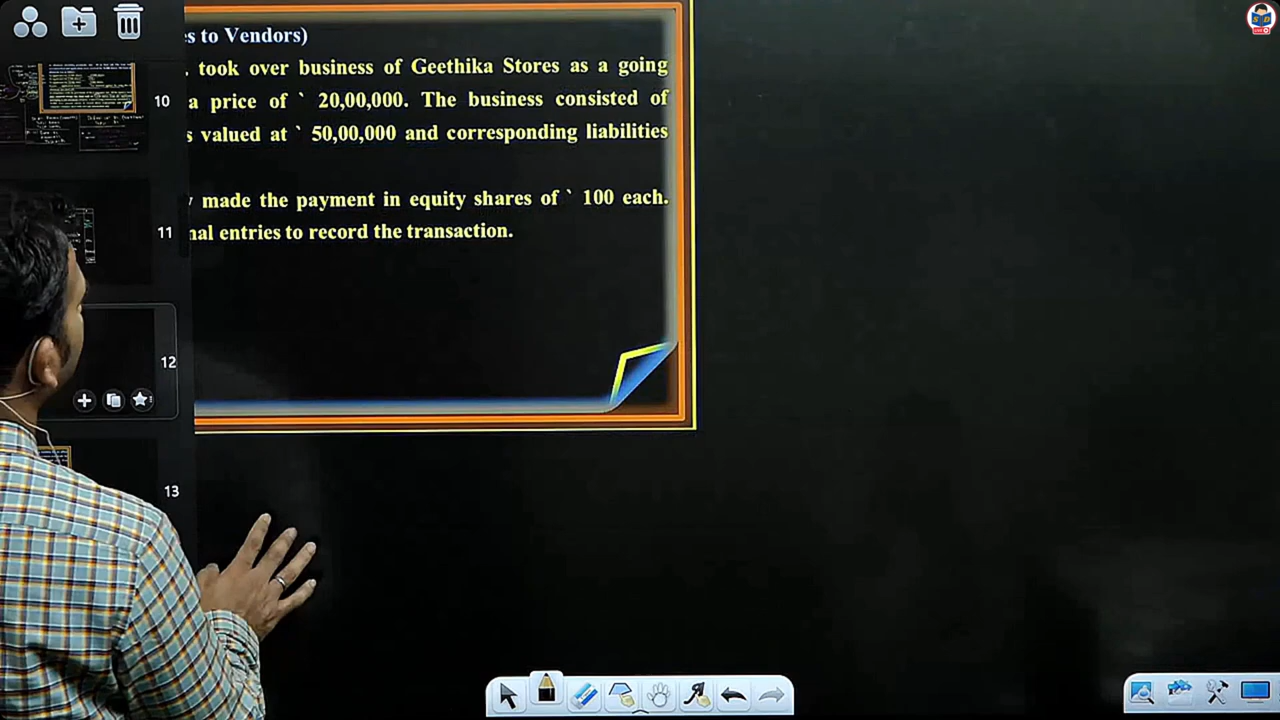 es to Vendors)
. took over business of Geethika Stores as a going
a price of ` 20,00,000. The business consisted of
s valued at ` 50,00,000 and corresponding liabilities
y made the payment in equity shares of ` 100 each.
nal entries to record the transaction.
10
11
12
13